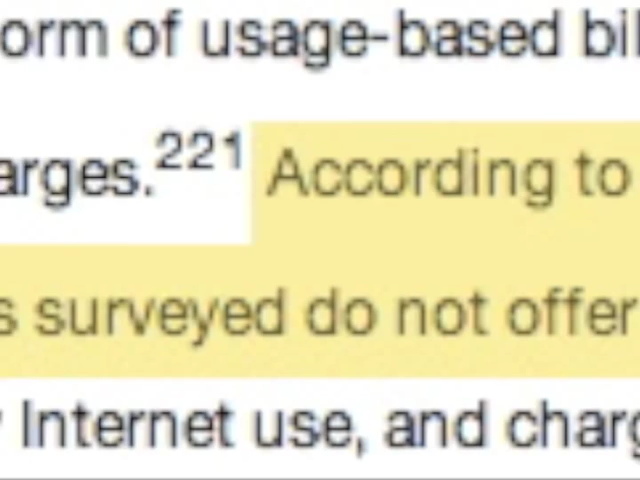 orm of usage-based bil
arges.221 According to
s surveyed do not offer
Internet use, and charg